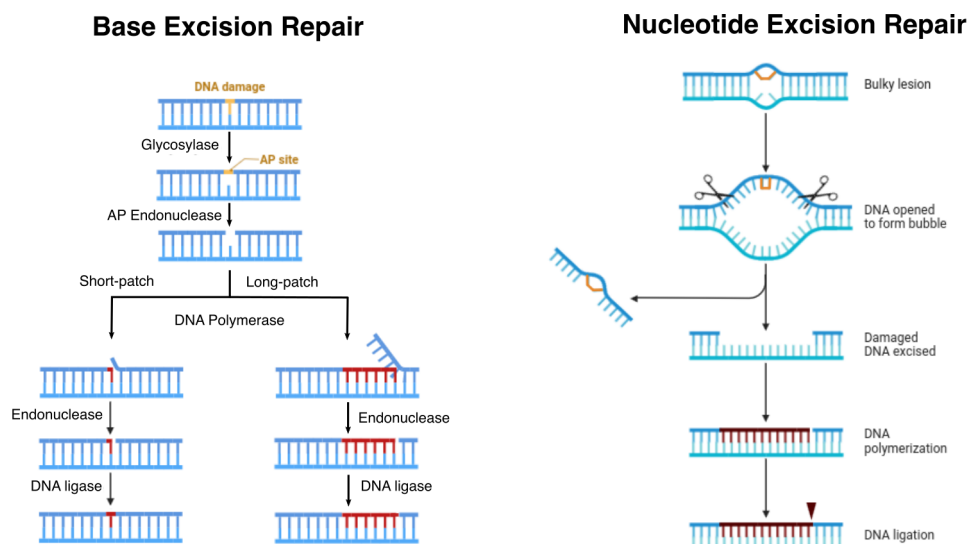 Base Excision Repair
DNA damage
Glycosylase
AP site
AP Endonuclease
Short-patch
Long-patch
DNA Polymerase
Endonuclease
Endonuclease
DNA ligase
DNA ligase
Nucleotide Excision Repair
Bulky lesion
DNA opened
to form bubble
Damaged
DNA excised
DNA
polymerization
DNA ligation